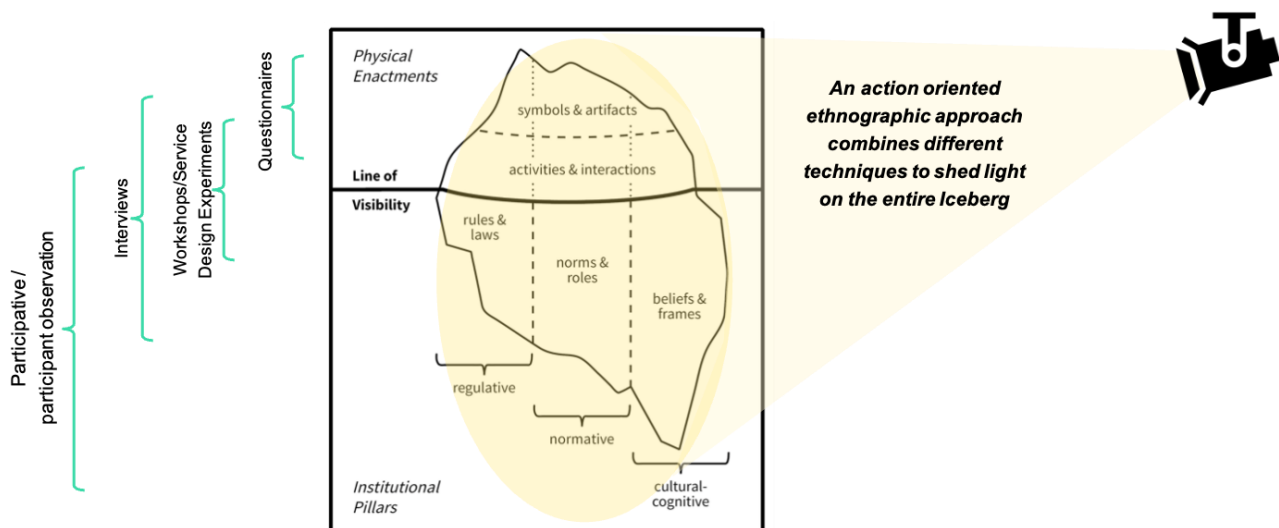 Participative /
participant observation
Interviews
Workshops/Service
Design Experiments
Questionnaires
Physical
Enactments
symbols & artifacts
activities & interactions
Line of
Visibility
rules &
laws
norms &
roles
beliefs &
frames
regulative
normative
cultural-
cognitive
Institutional
Pillars
An action oriented
ethnographic approach
combines different
techniques to shed light
on the entire Iceberg